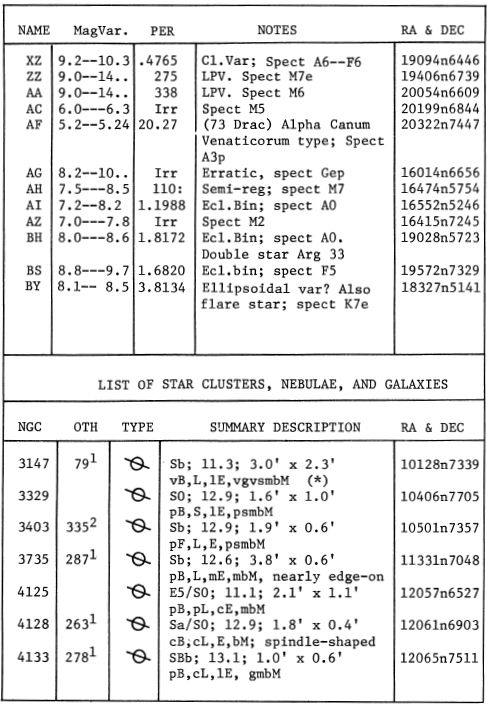 NAME MagVar. PER NOTES RA & DEC
XZ 9.2--10.3 .4765 Cl.Var; Spect A6--F6 19094n6446
ZZ 9.0--14.. 275 LPV. Spect M7e 19406n6739
AA 9.0--14.. 338 LPV. Spect M6 20054n6609
AC 6.0---6.3 Irr Spect M5 20199n6844
AF 5.2--5.24 20.27 (73 Drac) Alpha Canum 20322n7447
Venaticorum type; Spect
A3p
AG 8.2--10.. Irr Erratic, spect Gep 16014n6656
AH 7.5---8.5 110: Semi-reg; spect M7 16474n5754
AI 7.2--8.2 1.1988 Ecl.Bin; spect A0 16552n5246
AZ 7.0---7.8 Irr Spect M2 16415n7245
BH 8.0---8.6 1.8172 Ecl.Bin; spect A0. 19028n5723
Double star Arg 33
BS 8.8---9.7 1.6820 Ecl.bin; spect F5 19572n7329
BY 8.1-- 8.5 3.8134 Ellipsoidal var? Also 18327n5141
flare star; spect K7e
LIST OF STAR CLUSTERS, NEBULAE, AND GALAXIES
NGC OTH TYPE SUMMARY DESCRIPTION RA & DEC
3147 79¹ Sb; 11.3; 3.0' x 2.3' 10128n7339
vB,L,lE,vgvsmbM (*)
3329 S0; 12.9; 1.6' x 1.0' 10406n7705
pB,S,lE,psmbM
3403 335² Sb; 12.9; 1.9' x 0.6' 10501n7357
pF,L,E,psmbM
3735 287¹ Sb; 12.6; 3.8' x 0.6' 11331n7048
pB,L,mE,mbM, nearly edge-on
4125 E5/S0; 11.1; 2.1' x 1.1' 12057n6527
pB,pL,cE,mbM
4128 263¹ Sa/S0; 12.9; 1.8' x 0.4' 12061n6903
cB,cL,E,bM; spindle-shaped
4133 278¹ SBb; 13.1; 1.0' x 0.6' 12065n7511
pB,cL,lE, gmbM